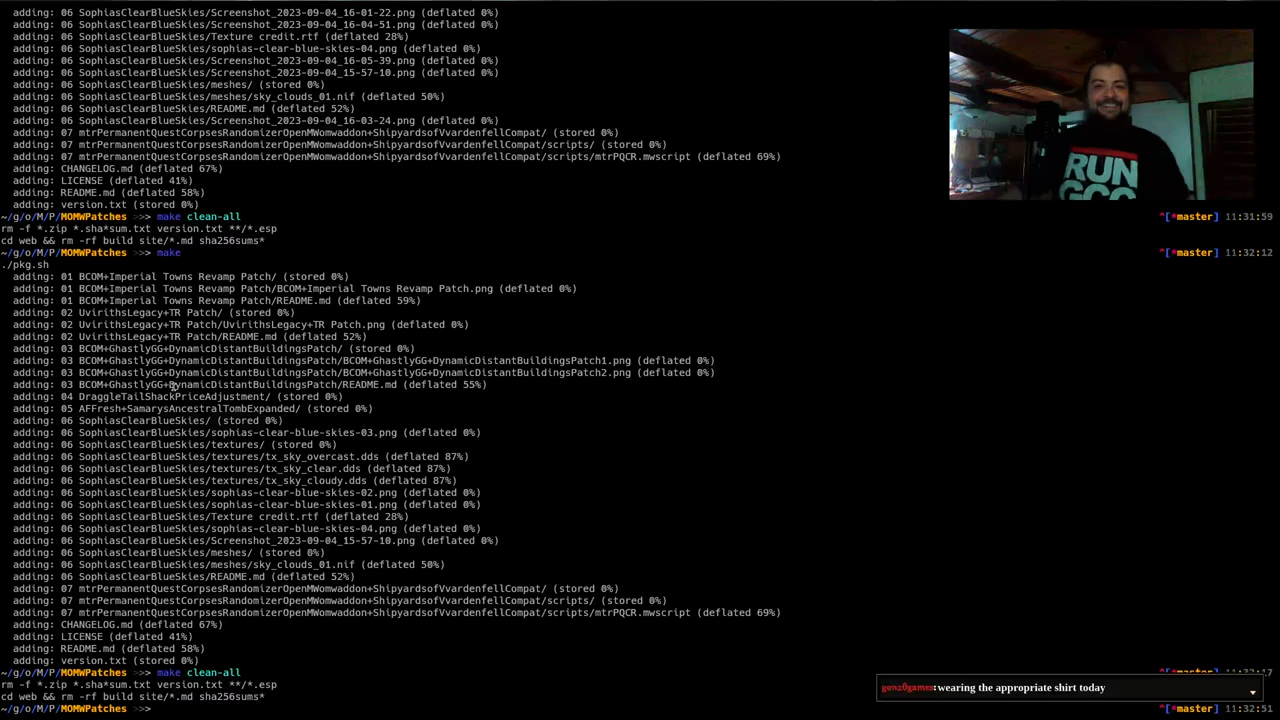 adding: 06 SophiasClearBlueSkies/Screenshot_2023-09-04_16-01-22.png (deflated 0%)
adding: 06 SophiasClearBlueSkies/Screenshot_2023-09-04_16-04-51.png (deflated 0%)
adding: 06 SophiasClearBlueSkies/Texture credit.rtf (deflated 28%)
adding: 06 SophiasClearBlueSkies/sophias-clear-blue-skies-04.png (deflated 0%)
adding: 06 SophiasClearBlueSkies/Screenshot_2023-09-04_16-05-39.png (deflated 0%)
adding: 06 SophiasClearBlueSkies/Screenshot_2023-09-04_15-57-10.png (deflated 0%)
adding: 06 SophiasClearBlueSkies/meshes/ (stored 0%)
adding: 06 SophiasClearBlueSkies/meshes/sky_clouds_01.nif (deflated 50%)
adding: 06 SophiasClearBlueSkies/README.md (deflated 52%)
adding: 06 SophiasClearBlueSkies/Screenshot_2023-09-04_16-03-24.png (deflated 0%)
adding: 07 mtrPermanentQuestCorpsesRandomizerOpenMWomwaddon+ShipyardsofVvardenfellCompat/ (stored 0%)
adding: 07 mtrPermanentQuestCorpsesRandomizerOpenMWomwaddon+ShipyardsofVvardenfellCompat/scripts/ (stored 0%)
adding: 07 mtrPermanentQuestCorpsesRandomizerOpenMWomwaddon+ShipyardsofVvardenfellCompat/scripts/mtrPQCR.mwscript (deflated 69%)
adding: CHANGELOG.md (deflated 67%)
adding: LICENSE (deflated 41%)
adding: README.md (deflated 58%)
adding: version.txt (stored 0%)
~/g/o/M/P/MOMWPatches >>> make clean-all ^[*master] 11:31:59
rm -f *.zip *.sha*sum.txt version.txt **/*.esp
cd web && rm -rf build site/*.md sha256sums*
~/g/o/M/P/MOMWPatches >>> make ^[*master] 11:32:12
./pkg.sh
adding: 01 BCOM+Imperial Towns Revamp Patch/ (stored 0%)
adding: 01 BCOM+Imperial Towns Revamp Patch/BCOM+Imperial Towns Revamp Patch.png (deflated 0%)
adding: 01 BCOM+Imperial Towns Revamp Patch/README.md (deflated 59%)
adding: 02 UvirithsLegacy+TR Patch/ (stored 0%)
adding: 02 UvirithsLegacy+TR Patch/UvirithsLegacy+TR Patch.png (deflated 0%)
adding: 02 UvirithsLegacy+TR Patch/README.md (deflated 52%)
adding: 03 BCOM+GhastlyGG+DynamicDistantBuildingsPatch/ (stored 0%)
adding: 03 BCOM+GhastlyGG+DynamicDistantBuildingsPatch/BCOM+GhastlyGG+DynamicDistantBuildingsPatch1.png (deflated 0%)
adding: 03 BCOM+GhastlyGG+DynamicDistantBuildingsPatch/BCOM+GhastlyGG+DynamicDistantBuildingsPatch2.png (deflated 0%)
adding: 03 BCOM+GhastlyGG+DynamicDistantBuildingsPatch/README.md (deflated 55%)
adding: 04 DraggleTailShackPriceAdjustment/ (stored 0%)
adding: 05 AFFresh+SamarysAncestralTombExpanded/ (stored 0%)
adding: 06 SophiasClearBlueSkies/ (stored 0%)
adding: 06 SophiasClearBlueSkies/sophias-clear-blue-skies-03.png (deflated 0%)
adding: 06 SophiasClearBlueSkies/textures/ (stored 0%)
adding: 06 SophiasClearBlueSkies/textures/tx_sky_overcast.dds (deflated 87%)
adding: 06 SophiasClearBlueSkies/textures/tx_sky_clear.dds (deflated 87%)
adding: 06 SophiasClearBlueSkies/textures/tx_sky_cloudy.dds (deflated 87%)
adding: 06 SophiasClearBlueSkies/sophias-clear-blue-skies-02.png (deflated 0%)
adding: 06 SophiasClearBlueSkies/sophias-clear-blue-skies-01.png (deflated 0%)
adding: 06 SophiasClearBlueSkies/Texture credit.rtf (deflated 28%)
adding: 06 SophiasClearBlueSkies/sophias-clear-blue-skies-04.png (deflated 0%)
adding: 06 SophiasClearBlueSkies/Screenshot_2023-09-04_15-57-10.png (deflated 0%)
adding: 06 SophiasClearBlueSkies/meshes/ (stored 0%)
adding: 06 SophiasClearBlueSkies/meshes/sky_clouds_01.nif (deflated 50%)
adding: 06 SophiasClearBlueSkies/README.md (deflated 52%)
adding: 07 mtrPermanentQuestCorpsesRandomizerOpenMWomwaddon+ShipyardsofVvardenfellCompat/ (stored 0%)
adding: 07 mtrPermanentQuestCorpsesRandomizerOpenMWomwaddon+ShipyardsofVvardenfellCompat/scripts/ (stored 0%)
adding: 07 mtrPermanentQuestCorpsesRandomizerOpenMWomwaddon+ShipyardsofVvardenfellCompat/scripts/mtrPQCR.mwscript (deflated 69%)
adding: CHANGELOG.md (deflated 67%)
adding: LICENSE (deflated 41%)
adding: README.md (deflated 58%)
adding: version.txt (stored 0%)
~/g/o/M/P/MOMWPatches >>> make clean-all ^[*master] 11:32:17
rm -f *.zip *.sha*sum.txt version.txt **/*.esp
cd web && rm -rf build site/*.md sha256sums*
~/g/o/M/P/MOMWPatches >>> ^[*master] 11:32:51
RUN
GCC
gonz0games: wearing the appropriate shirt today